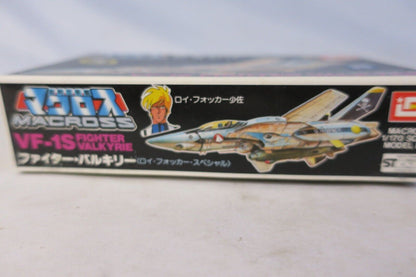 マクロス
MACROSS
ロイ・フォッカー少佐
VF-1S FIGHTER VALKYRIE
ファイター・バルキリー
(ロイ・フォッカー・スペシャル)
ST